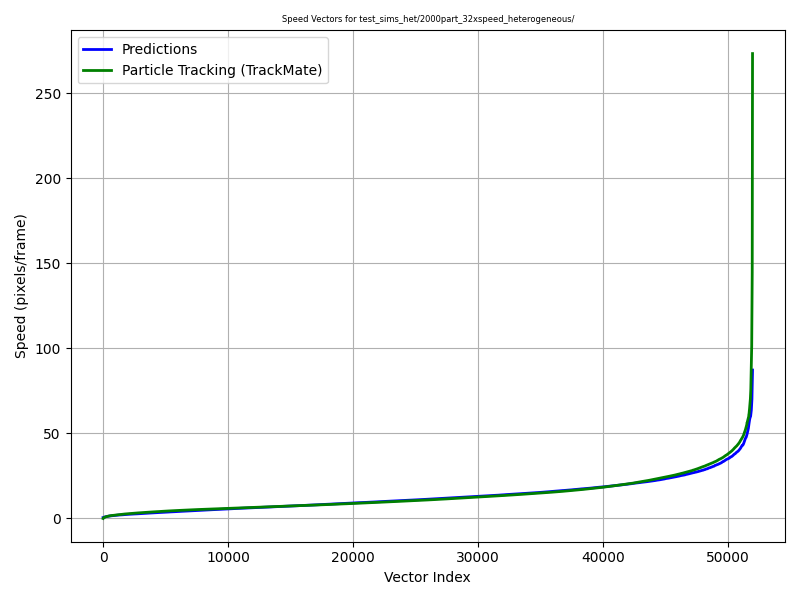 Speed Vectors for test_sims_het/2000part_32xspeed_heterogeneous/
Predictions
Particle Tracking (TrackMate)
250
200
150
100
50
0
Speed (pixels/frame)
0 10000 20000 30000 40000 50000
Vector Index